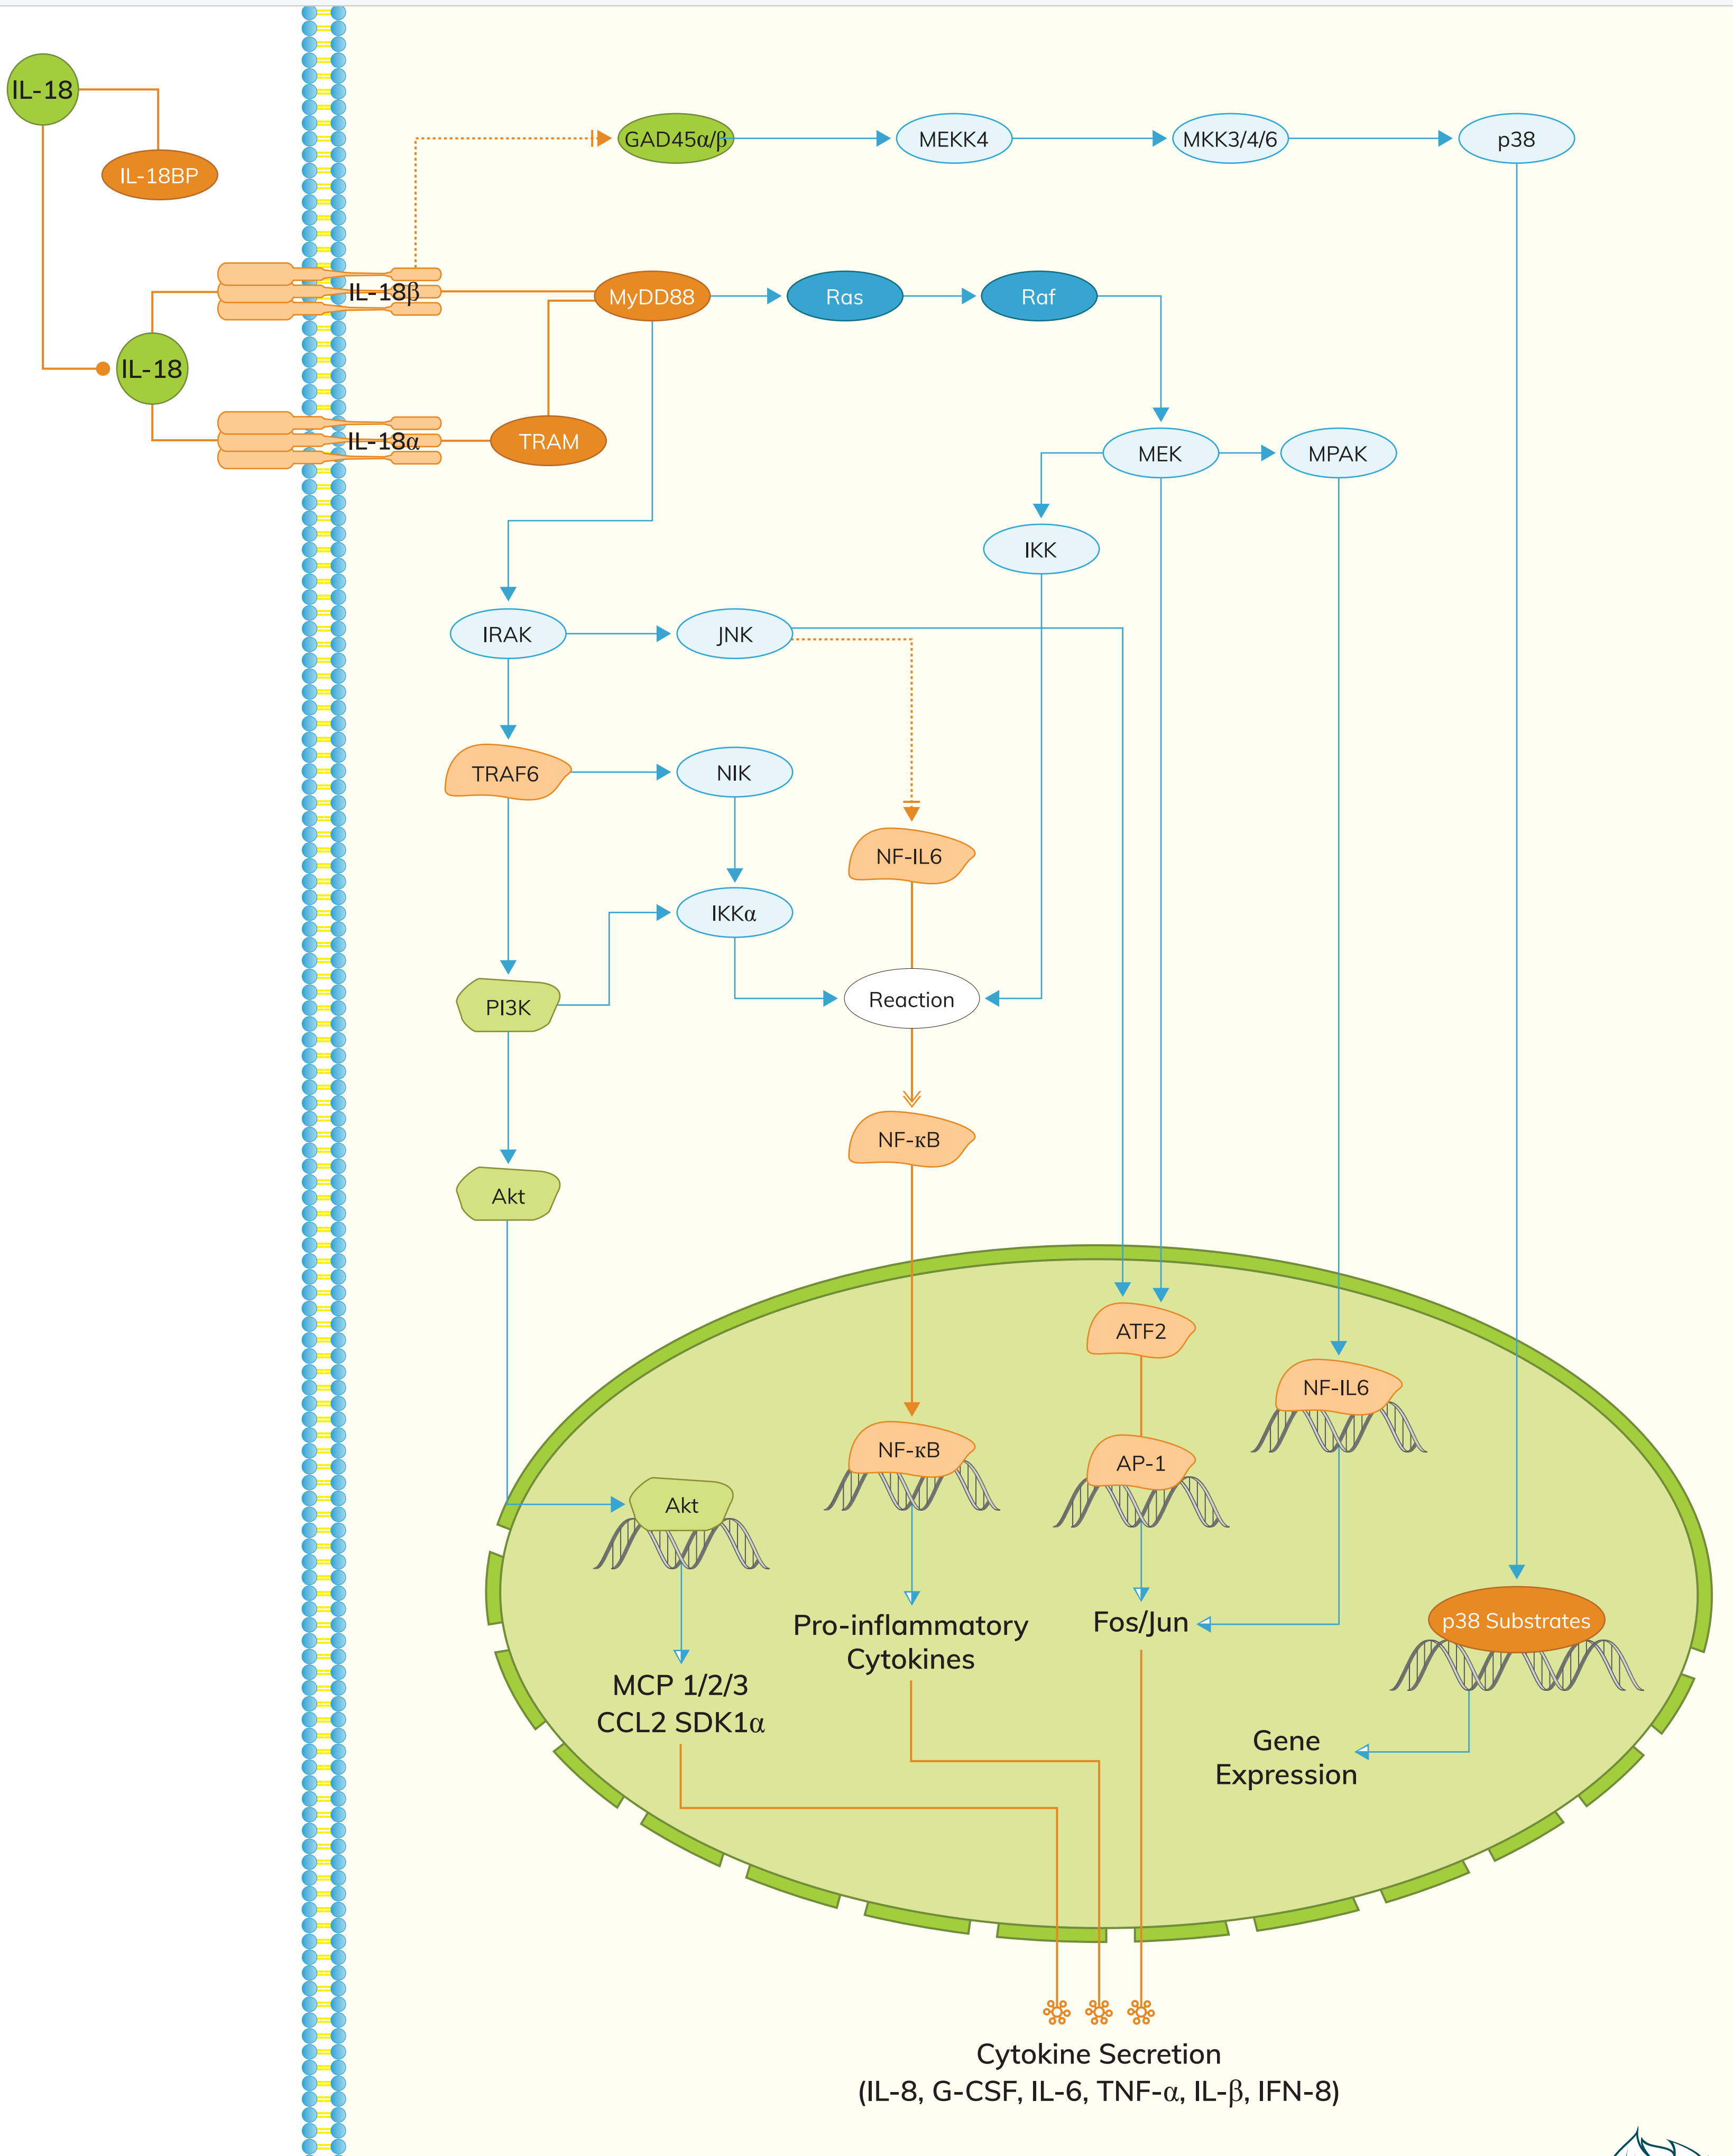 IL-18
IL-18BP
GAD45α/β
MEKK4
MKK3/4/6
p38
IL-18β
MyDD88
Ras
Raf
IL-18
IL-18α
TRAM
MEK
MPAK
IKK
IRAK
JNK
TRAF6
NIK
NF-IL6
IKKα
PI3K
Reaction
NF-κB
Akt
ATF2
NF-IL6
NF-κB
AP-1
Akt
p38 Substrates
Pro-inflammatory
Cytokines
Fos/Jun
MCP 1/2/3
CCL2 SDK1α
Gene
Expression
Cytokine Secretion
(IL-8, G-CSF, IL-6, TNF-α, IL-β, IFN-8)